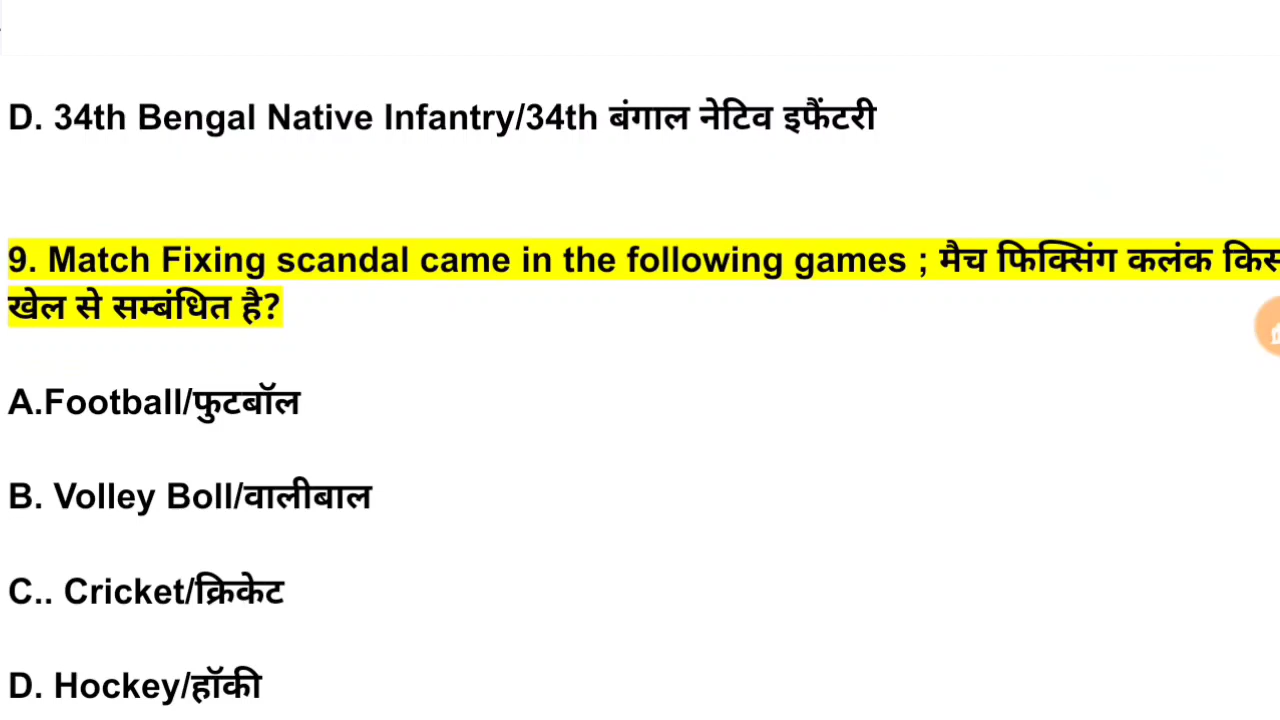 D. 34th Bengal Native Infantry/34th बंगाल नेटिव इफैंटरी
9. Match Fixing scandal came in the following games ; मैच फिक्सिंग कलंक किस
खेल से सम्बंधित है?
A.Football/फुटबॉल
B. Volley Boll/वालीबाल
C.. Cricket/क्रिकेट
D. Hockey/हॉकी